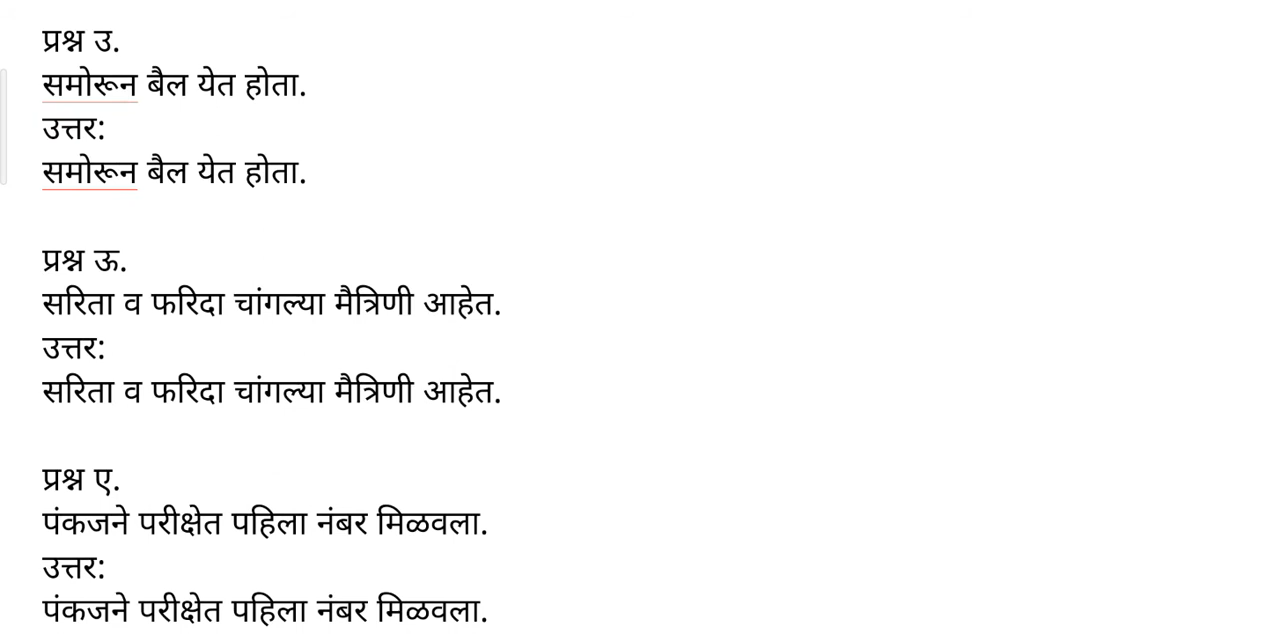 प्रश्न उ.
समोरून बैल येत होता.
उत्तर:
समोरून बैल येत होता.
प्रश्न ऊ.
सरिता व फरिदा चांगल्या मैत्रिणी आहेत.
उत्तर:
सरिता व फरिदा चांगल्या मैत्रिणी आहेत.
प्रश्न ए.
पंकजने परीक्षेत पहिला नंबर मिळवला.
उत्तर:
पंकजने परीक्षेत पहिला नंबर मिळवला.